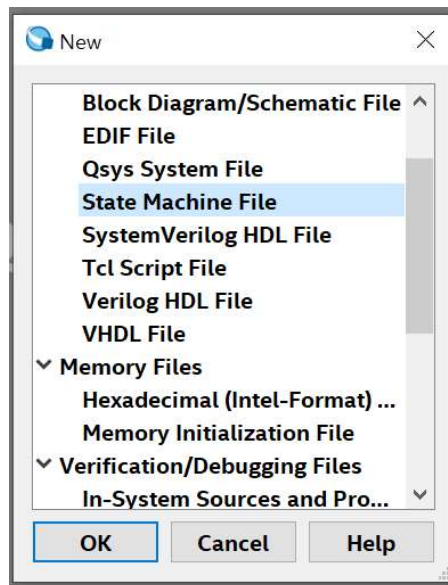 New
Block Diagram/Schematic File
EDIF File
Qsys System File
State Machine File
SystemVerilog HDL File
Tcl Script File
Verilog HDL File
VHDL File
Memory Files
Hexadecimal (Intel-Format) ...
Memory Initialization File
Verification/Debugging Files
In-System Sources and Pro...
OK Cancel Help